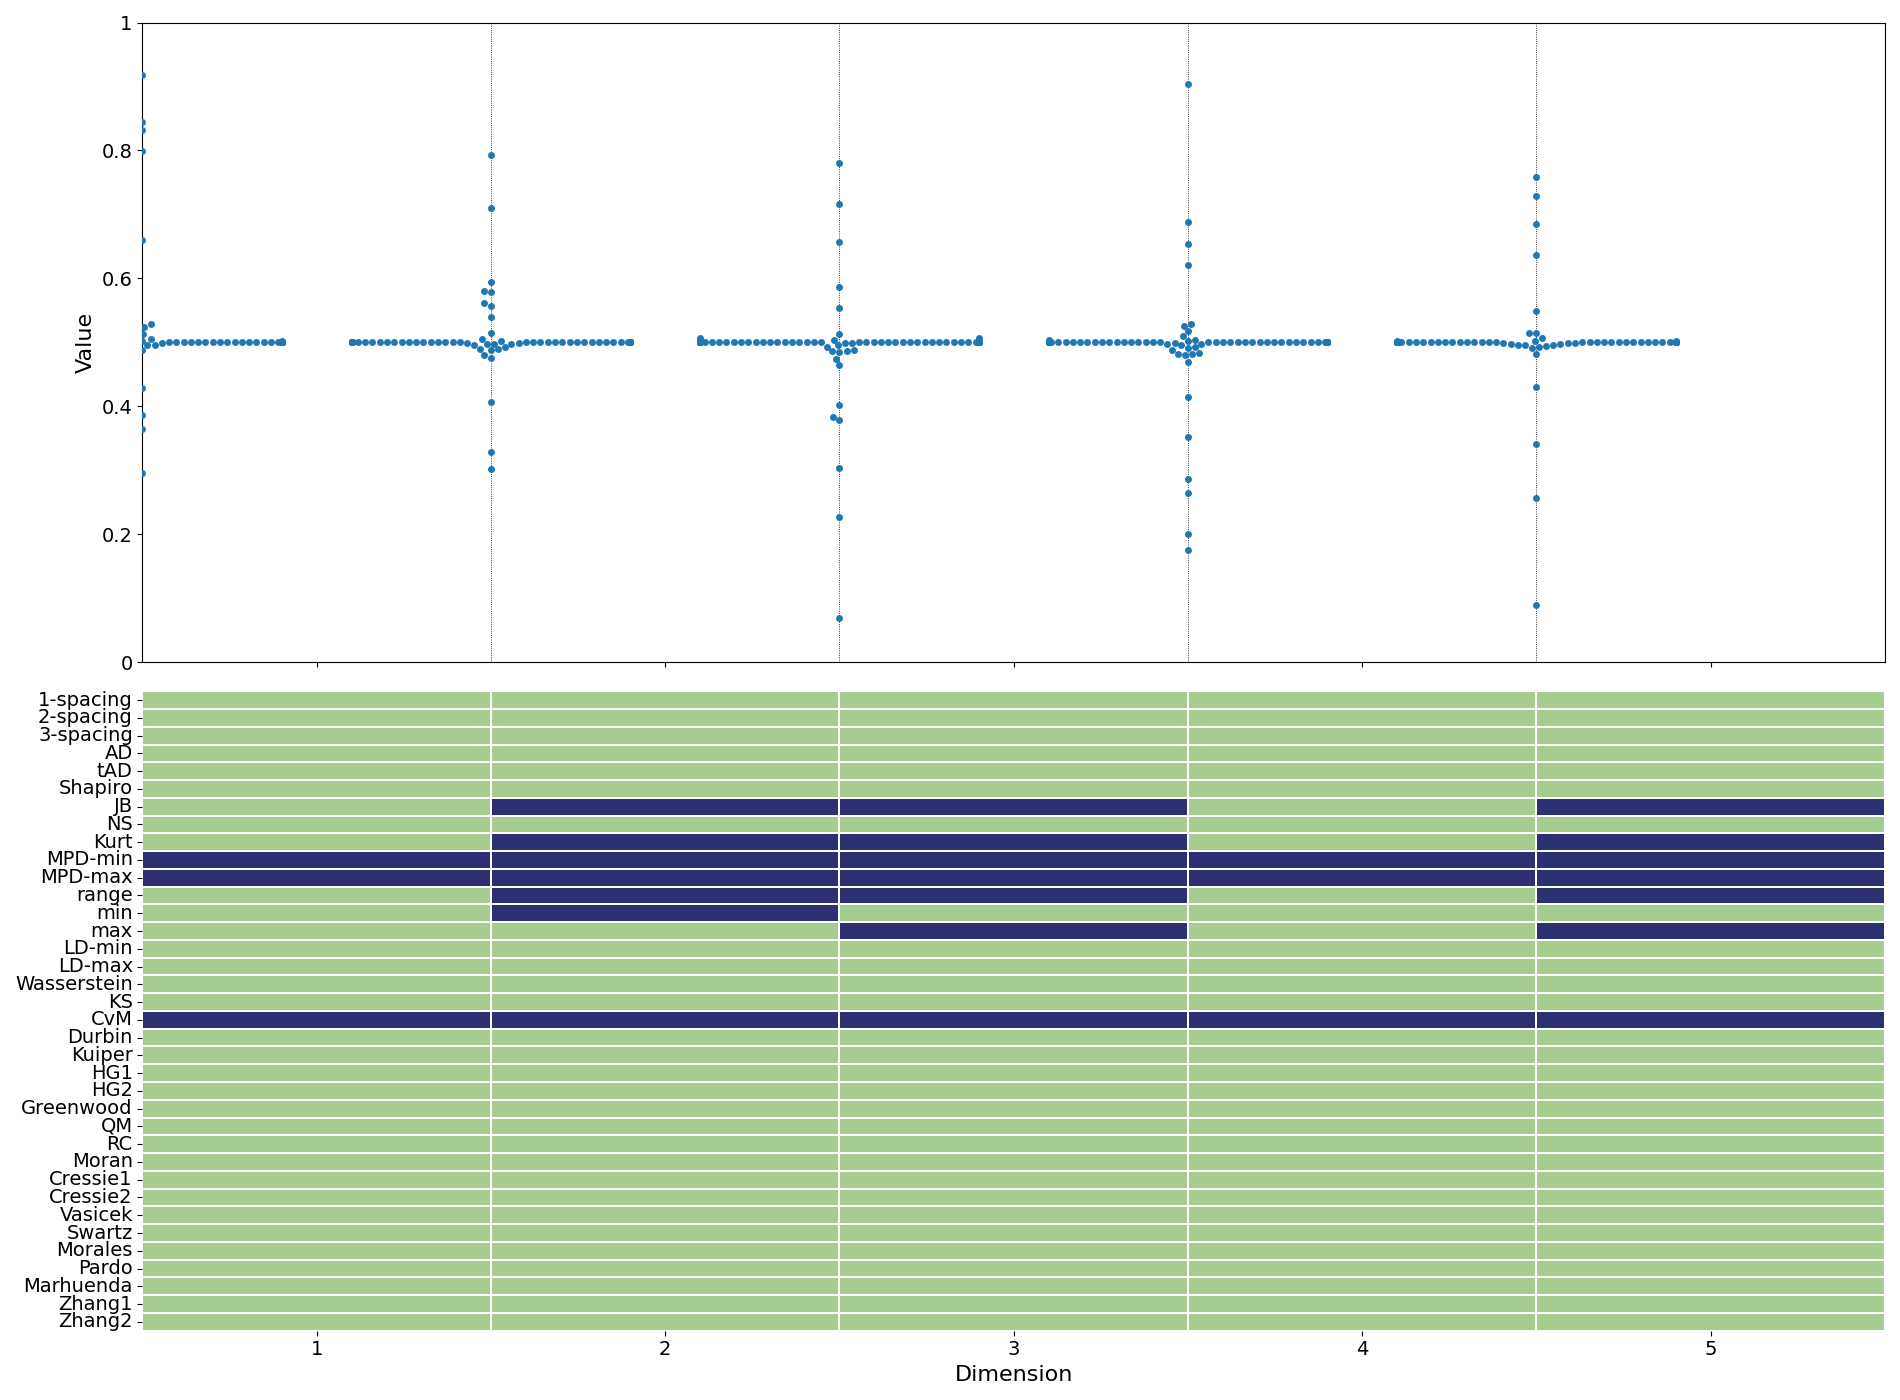 1
0.8
0.6
0.4
0.2
0
Value
1-spacing
2-spacing
3-spacing
AD
tAD
Shapiro
JB
NS
Kurt
MPD-min
MPD-max
range
min
max
LD-min
LD-max
Wasserstein
KS
CvM
Durbin
Kuiper
HG1
HG2
Greenwood
QM
RC
Moran
Cressie1
Cressie2
Vasicek
Swartz
Morales
Pardo
Marhuenda
Zhang1
Zhang2
1 2 3 4 5
Dimension